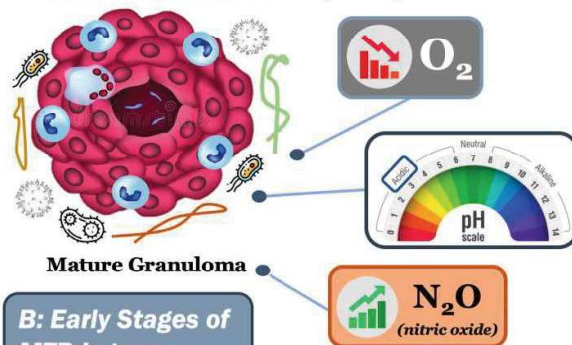 O₂
Neutral
Acidic
Alkaline
0 1 2 3 4 5 6 7 8 9 10 11 12 13 14
pH
scale
Mature Granuloma
N₂O
(nitric oxide)
B: Early Stages of